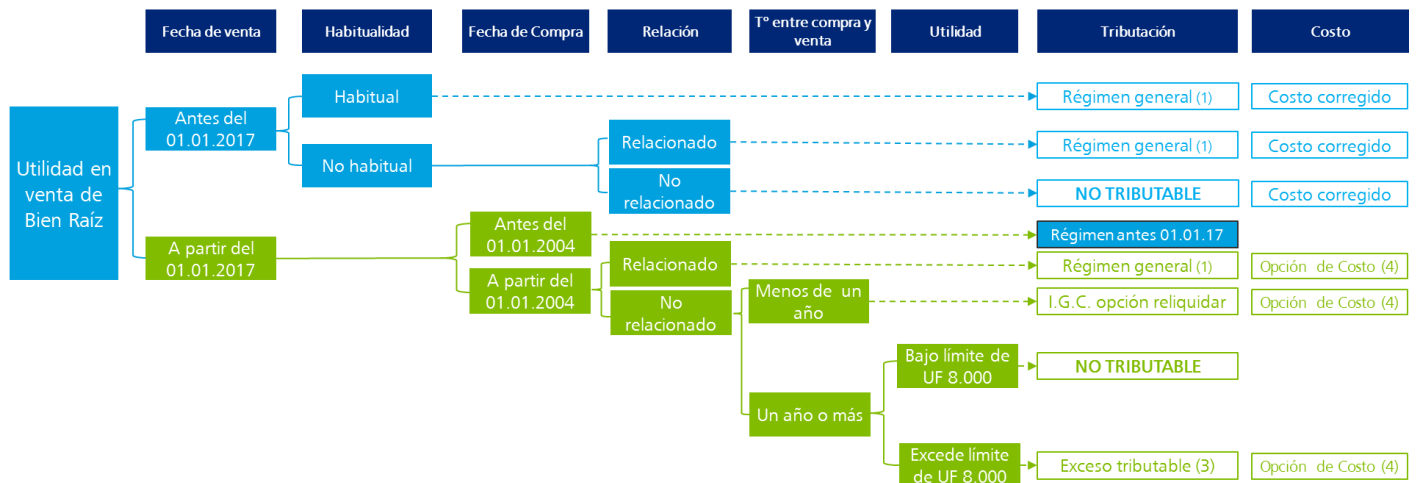 Fecha de venta
Habitualidad
Fecha de Compra
Relación
T° entre compra y
venta
Utilidad
Tributación
Costo
Utilidad en
venta de
Bien Raíz
Antes del
01.01.2017
Habitual
Régimen general (1)
Costo corregido
No habitual
Relacionado
Régimen general (1)
Costo corregido
No
relacionado
NO TRIBUTABLE
Costo corregido
A partir del
01.01.2017
Antes del
01.01.2004
Régimen antes 01.01.17
A partir del
01.01.2004
Relacionado
Régimen general (1)
Opción de Costo (4)
No
relacionado
Menos de un
año
I.G.C. opción reliquidar
Opción de Costo (4)
Un año o más
Bajo límite de
UF 8.000
NO TRIBUTABLE
Excede límite
de UF 8.000
Exceso tributable (3)
Opción de Costo (4)